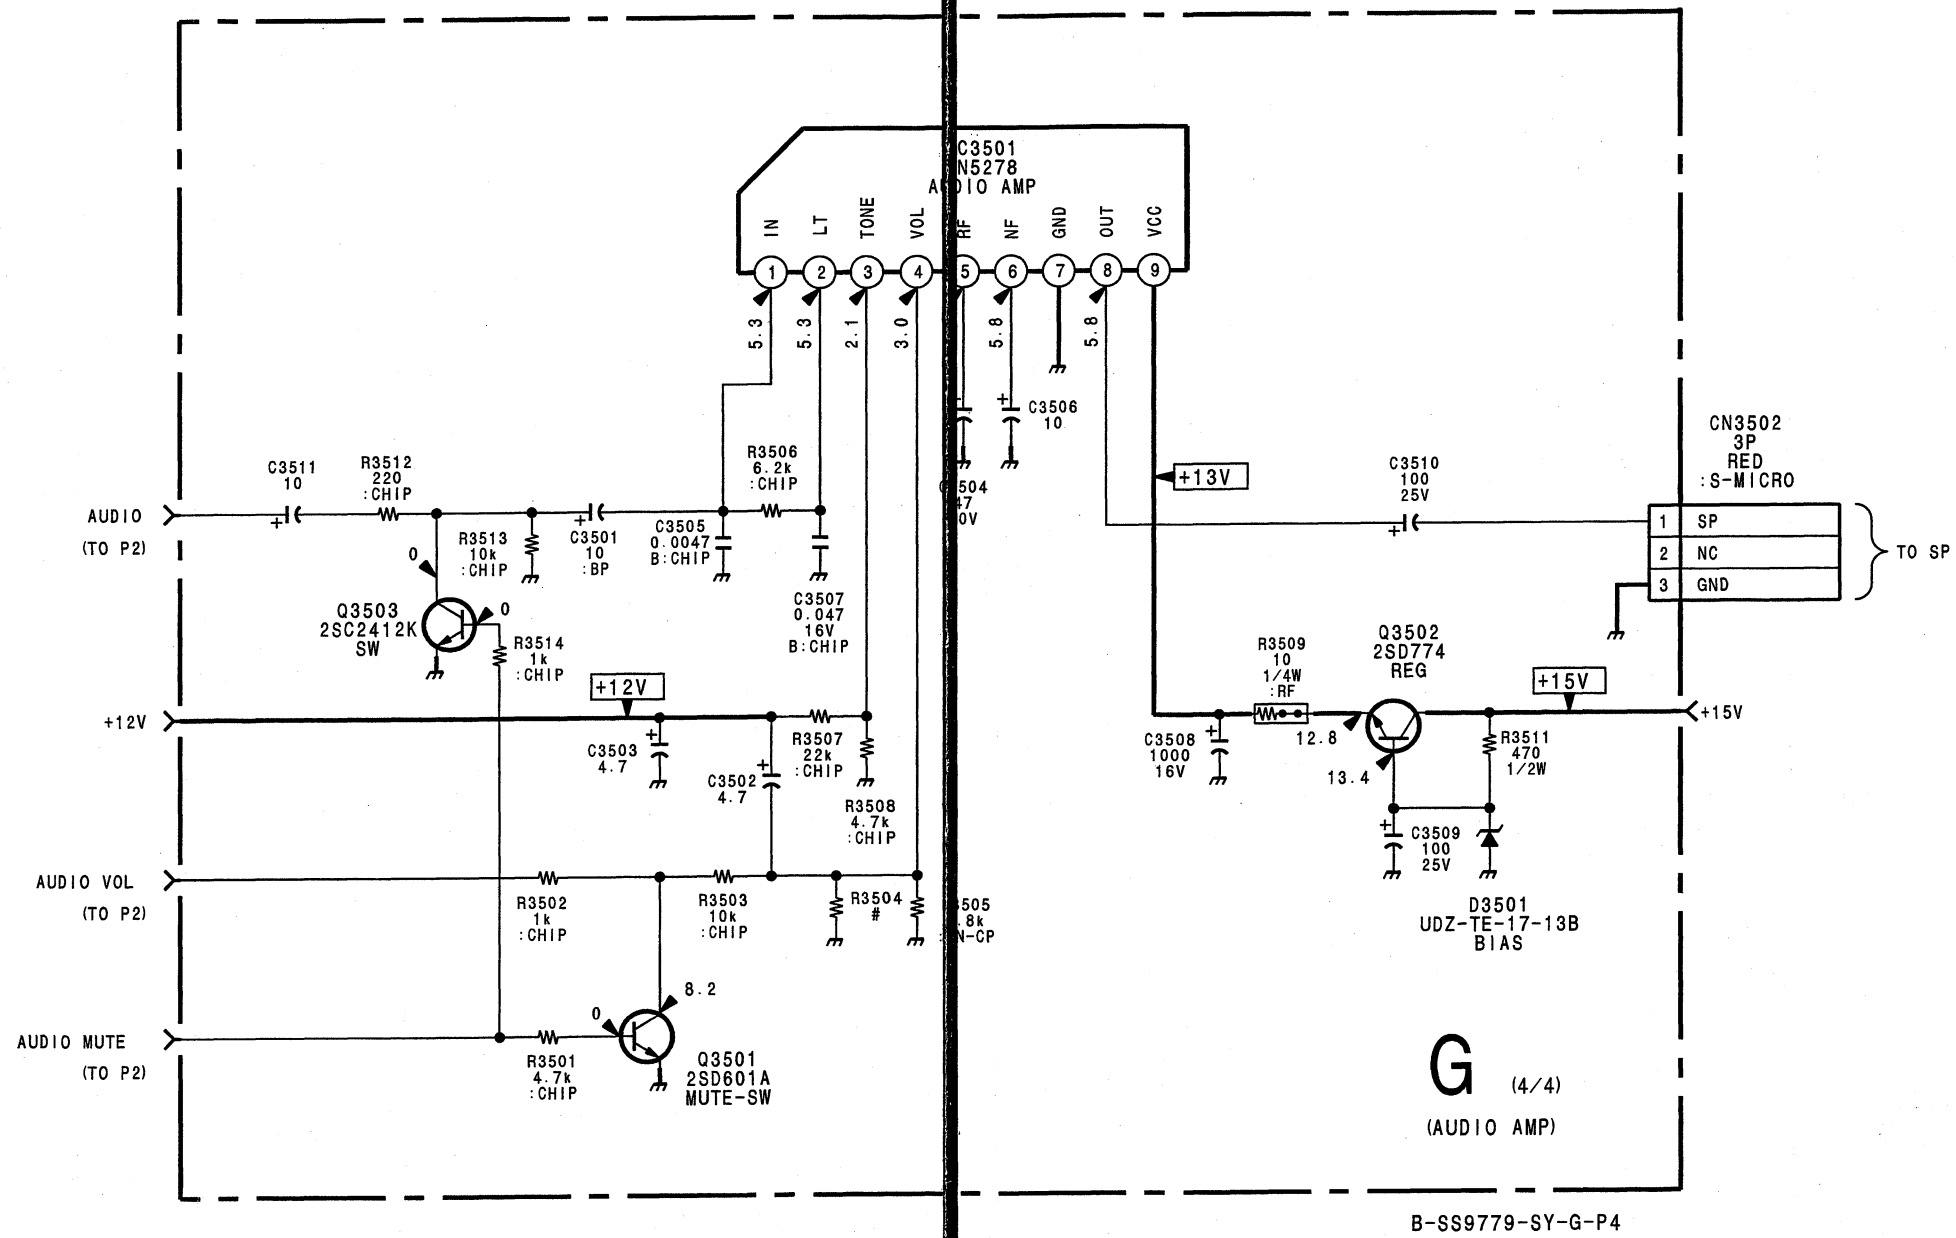 C3501
N5278
AUDIO AMP
IN
LT
TONE
VOL
RF
NF
GND
OUT
VCC
1
2
3
4
5
6
7
8
9
5.3
5.3
2.1
3.0
5.8
5.8
C3506
10
+13V
CN3502
3P
RED
:S-MICRO
C3511
10
R3512
220
:CHIP
R3506
6.2k
:CHIP
504
47
0V
C3510
100
25V
AUDIO
(TO P2)
R3513
10k
:CHIP
C3501
10
:BP
C3505
0.0047
B:CHIP
1 SP
2 NC
3 GND
TO SP
0
0
Q3503
2SC2412K
SW
R3514
1k
:CHIP
C3507
0.047
16V
B:CHIP
R3509
10
1/4W
:RF
Q3502
2SD774
REG
+12V
+15V
+12V
+15V
C3503
4.7
C3502
4.7
R3507
22k
:CHIP
R3508
4.7k
:CHIP
C3508
1000
16V
12.8
13.4
R3511
470
1/2W
C3509
100
25V
D3501
UDZ-TE-17-13B
BIAS
AUDIO VOL
(TO P2)
R3502
1k
:CHIP
R3503
10k
:CHIP
R3504
#
505
.8k
N-CP
8.2
0
AUDIO MUTE
(TO P2)
R3501
4.7k
:CHIP
Q3501
2SD601A
MUTE-SW
G (4/4)
(AUDIO AMP)
B-SS9779-SY-G-P4